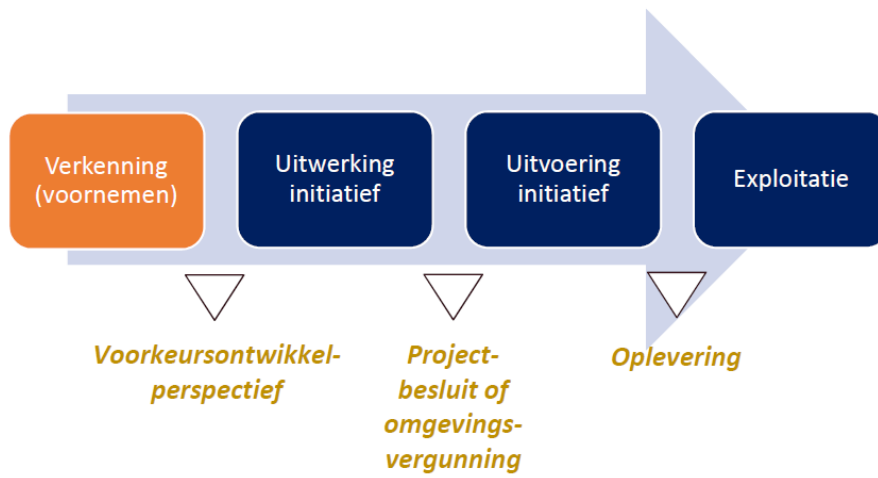 Verkenning
(voornemen)
Uitwerking
initiatief
Uitvoering
initiatief
Exploitatie
Voorkeursontwikkel-
perspectief
Project-
besluit of
omgevings-
vergunning
Oplevering